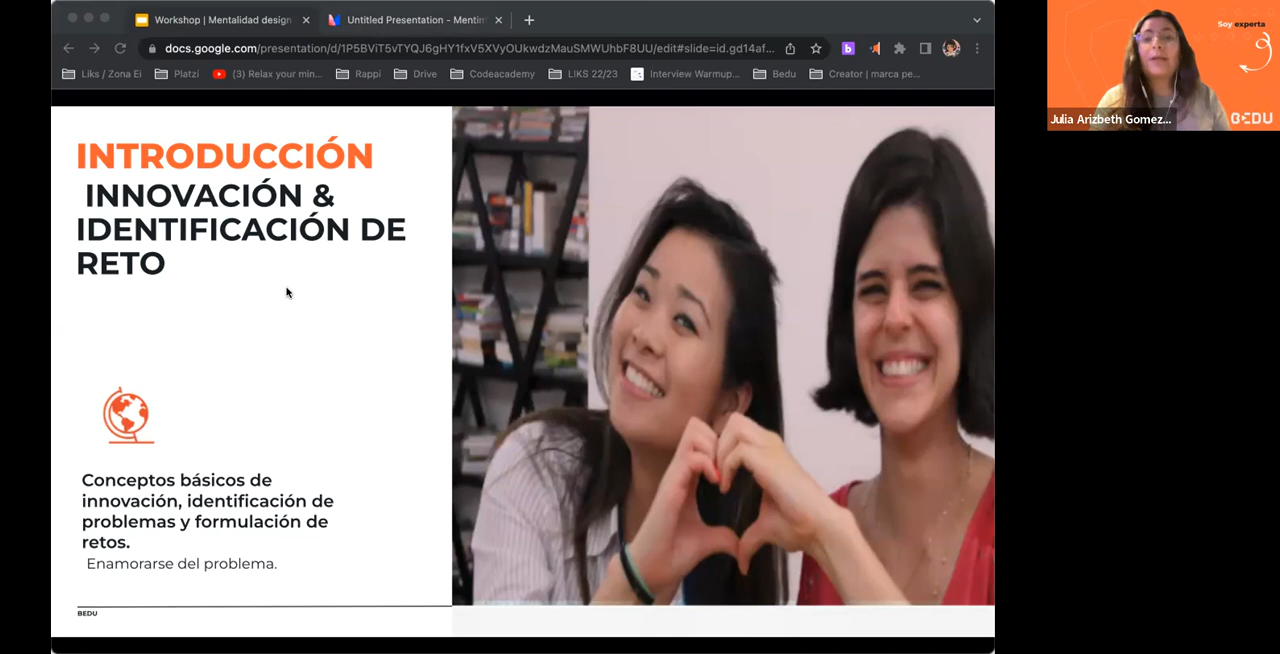 Workshop | Mentalidad design
Untitled Presentation - Mentim
docs.google.com/presentation/d/1P5BViT5vTYQJ6gHY1fxV5XVyOUkwdzMauSMWUhbF8UU/edit#slide=id.gd14af...
Liks / Zona Ei
Platzi
(3) Relax your min...
Rappi
Drive
Codeacademy
LIKS 22/23
Interview Warmup...
Bedu
Creator | marca pe...
INTRODUCCIÓN
INNOVACIÓN &
IDENTIFICACIÓN DE
RETO
Conceptos básicos de
innovación, identificación de
problemas y formulación de
retos.
Enamorarse del problema.
BEDU
Soy experta
Julia Arizbeth Gomez...
BEDU